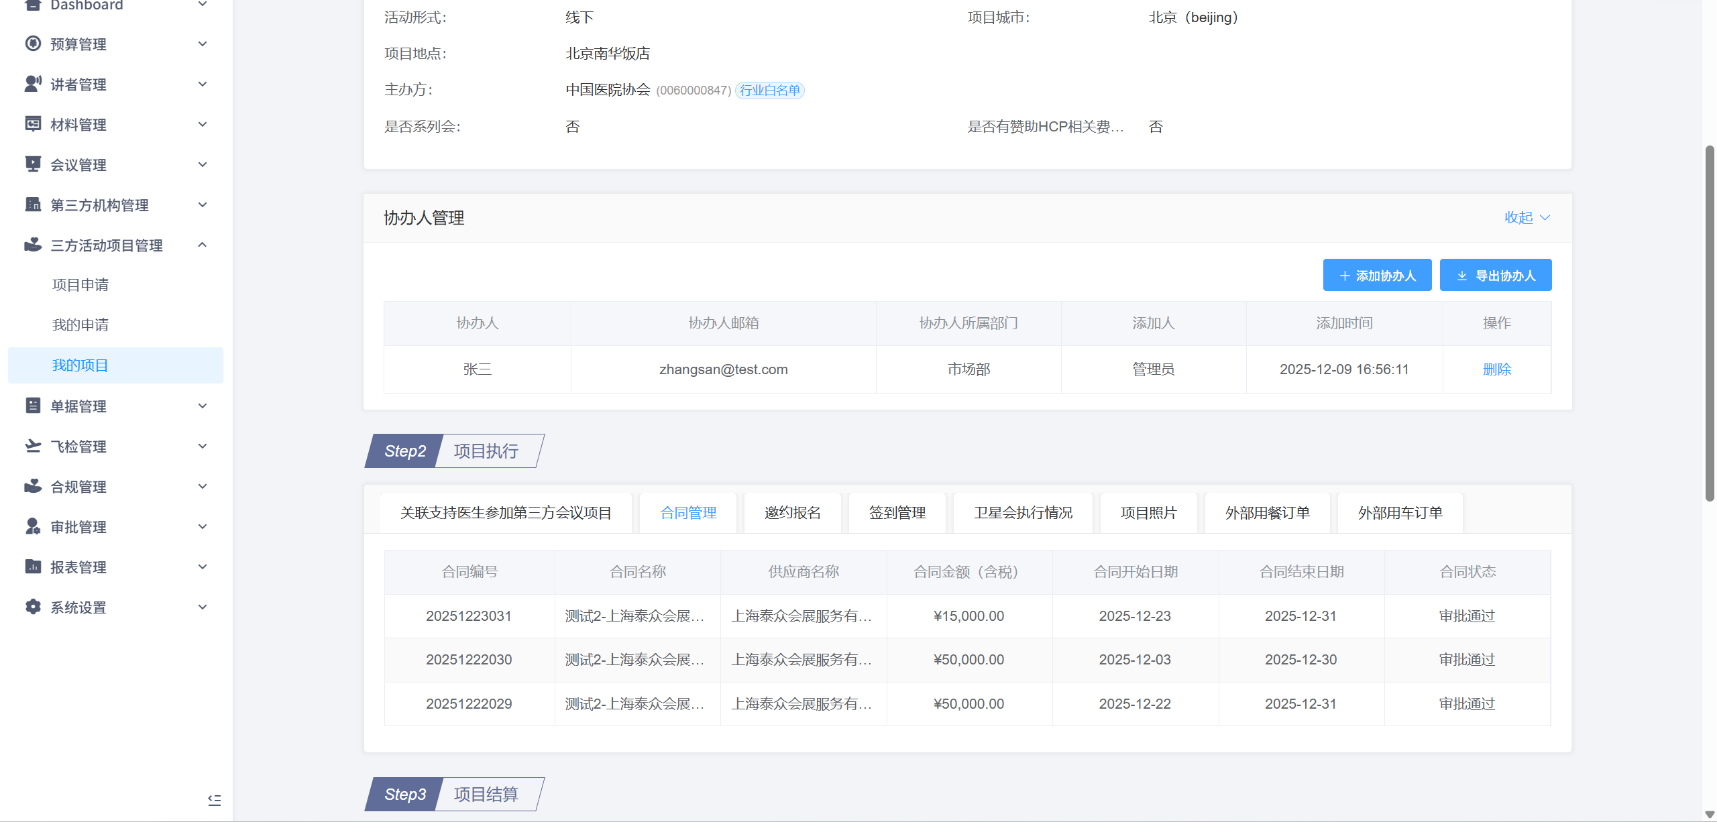 Dashboard
预算管理
讲者管理
材料管理
会议管理
第三方机构管理
三方活动项目管理
项目申请
我的申请
我的项目
单据管理
飞检管理
合规管理
审批管理
报表管理
系统设置
活动形式: 线下 项目城市: 北京（beijing）
项目地点: 北京南华饭店
主办方: 中国医院协会 (0060000847) 行业白名单
是否系列会: 否 是否有赞助HCP相关费... 否
协办人管理 收起
添加协办人 导出协办人
协办人 协办人邮箱 协办人所属部门 添加人 添加时间 操作
张三 zhangsan@test.com 市场部 管理员 2025-12-09 16:56:11 删除
Step2 项目执行
关联支持医生参加第三方会议项目 合同管理 邀约报名 签到管理 卫星会执行情况 项目照片 外部用餐订单 外部用车订单
合同编号 合同名称 供应商名称 合同金额（含税） 合同开始日期 合同结束日期 合同状态
20251223031 测试2-上海泰众会展... 上海泰众会展服务有... ¥15,000.00 2025-12-23 2025-12-31 审批通过
20251222030 测试2-上海泰众会展... 上海泰众会展服务有... ¥50,000.00 2025-12-03 2025-12-30 审批通过
20251222029 测试2-上海泰众会展... 上海泰众会展服务有... ¥50,000.00 2025-12-22 2025-12-31 审批通过
Step3 项目结算